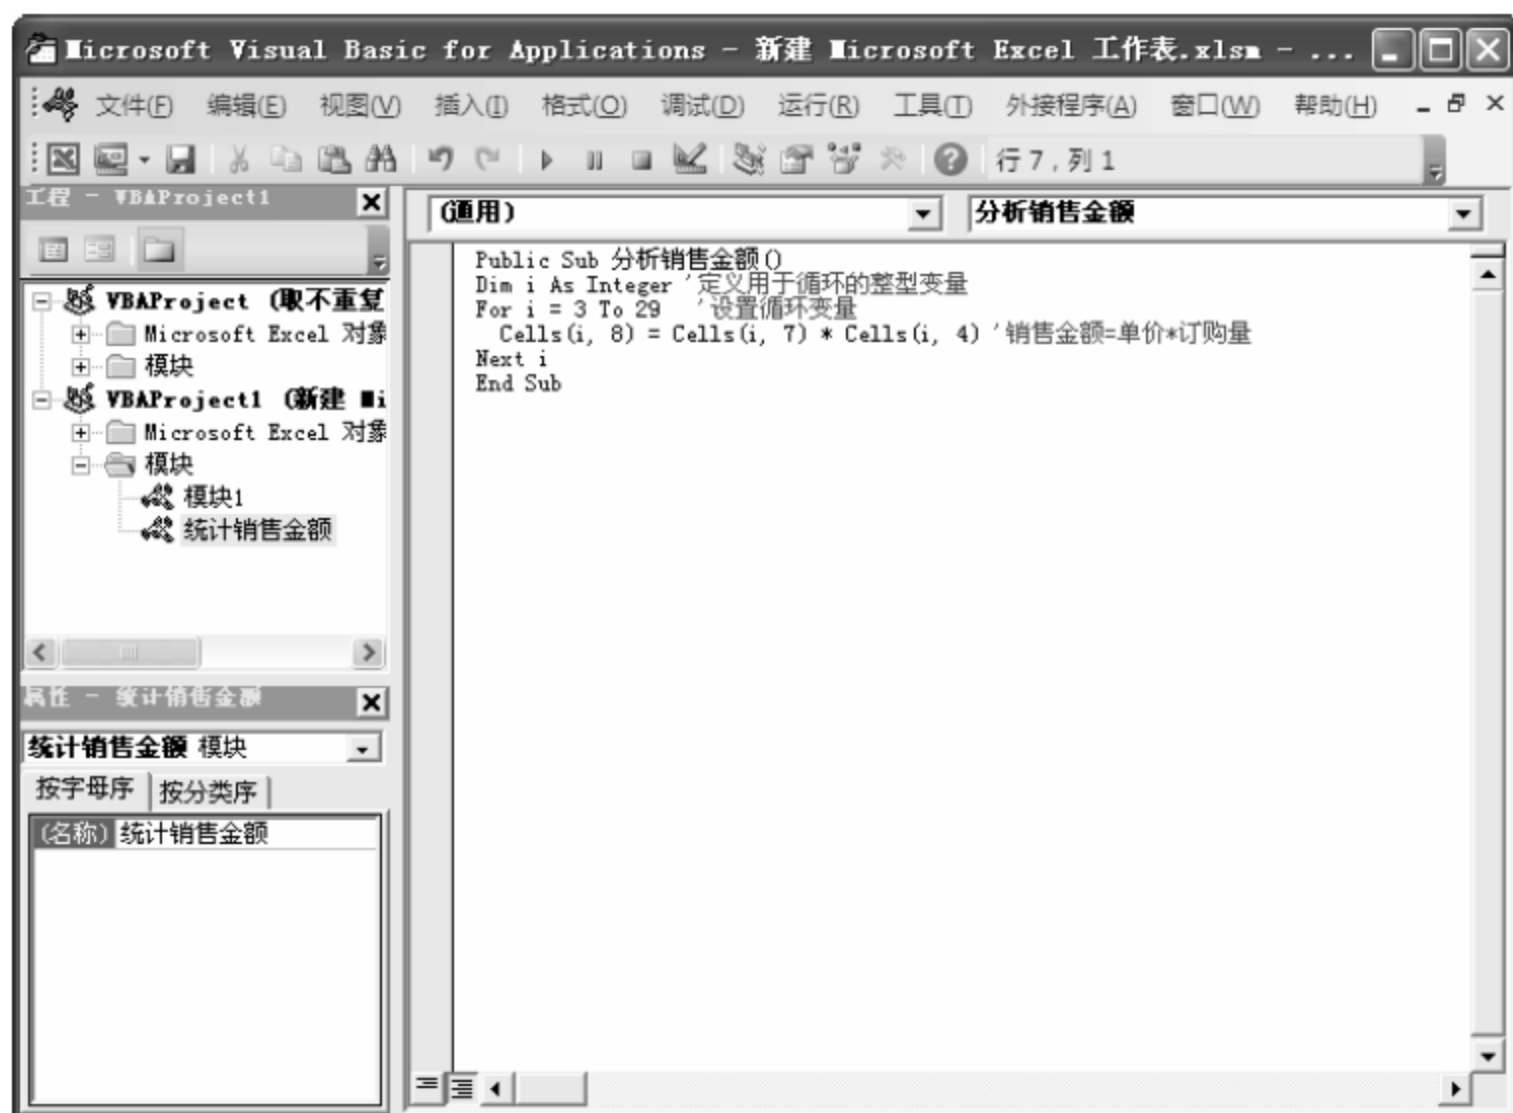 Microsoft Visual Basic for Applications - 新建 Microsoft Excel 工作表.xlsm - ...
文件(F) 编辑(E) 视图(V) 插入(I) 格式(O) 调试(D) 运行(R) 工具(T) 外接程序(A) 窗口(W) 帮助(H)
行 7 , 列 1
工程 - VBAProject1
(通用)
分析销售金额
VBAProject (取不重复
Microsoft Excel 对象
模块
VBAProject1 (新建 Mi
Microsoft Excel 对象
模块
模块1
统计销售金额
Public Sub 分析销售金额()
Dim i As Integer '定义用于循环的整型变量
For i = 3 To 29 '设置循环变量
Cells(i, 8) = Cells(i, 7) * Cells(i, 4) '销售金额=单价*订购量
Next i
End Sub
属性 - 统计销售金额
统计销售金额 模块
按字母序 按分类序
(名称) 统计销售金额